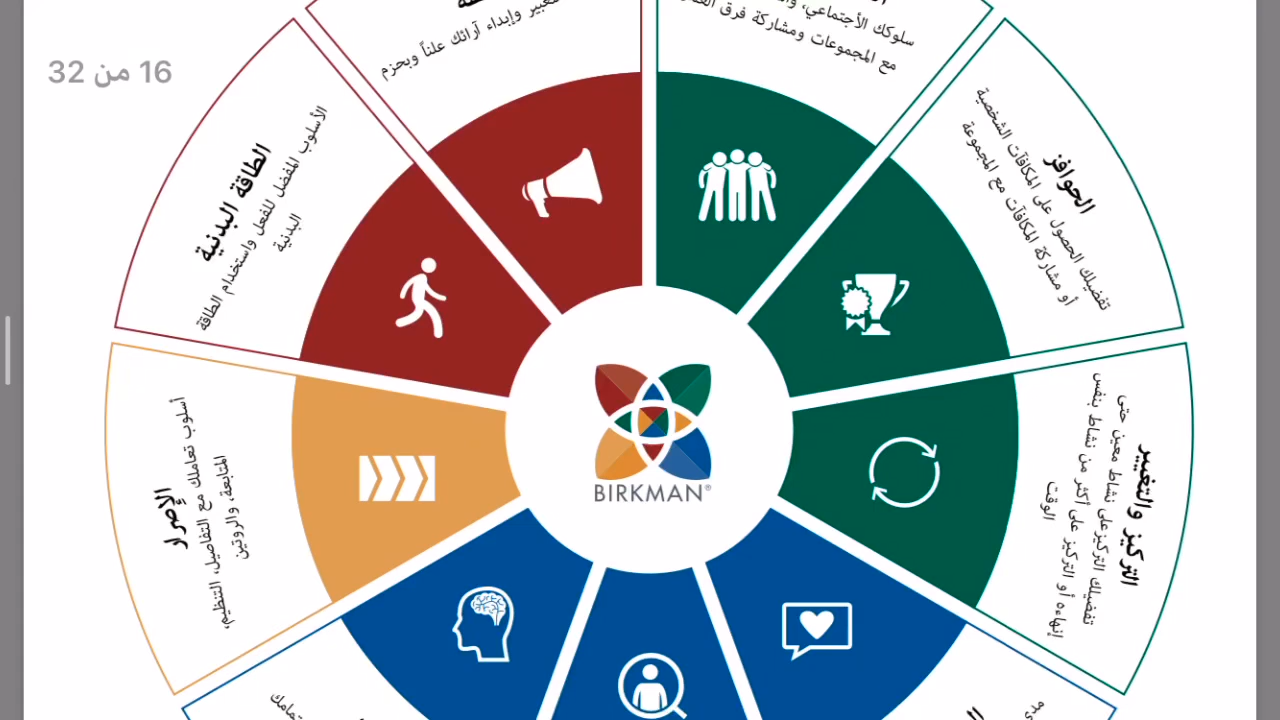 16 من 32
وإبداء آرائك علناً وبحزم
سلوكك الأجتماعي،
مع المجموعات ومشاركة فرق
الحوافز
تفضيلك الحصول على المكافآت الشخصية
أو مشاركة المكافآت مع المجموعة
التركيز والتغيير
تفضيلك التركيز على نشاط معين حتى
إنهاءه أو التركيز على أكثر من نشاط بنفس
الوقت
الطاقة البدنية
الأسلوب المفضل للفعل واستخدام الطاقة
البدنية
الإصرار
أسلوب تعاملك مع التفاصيل، التنظيم،
المتابعة، والروتين
BIRKMAN®